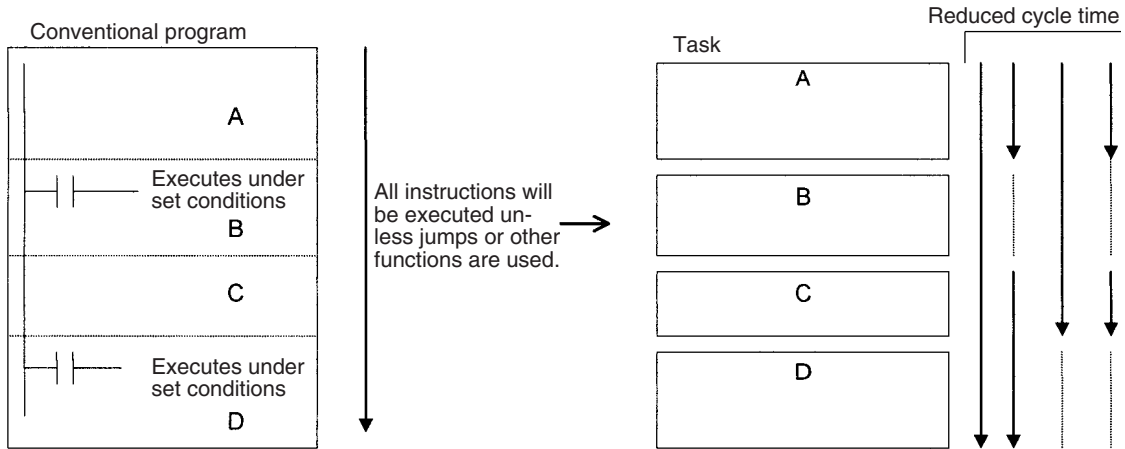 Conventional program
A
Executes under
set conditions
B
C
Executes under
set conditions
D
All instructions will
be executed un-
less jumps or other
functions are used.
Reduced cycle time
Task
A
B
C
D